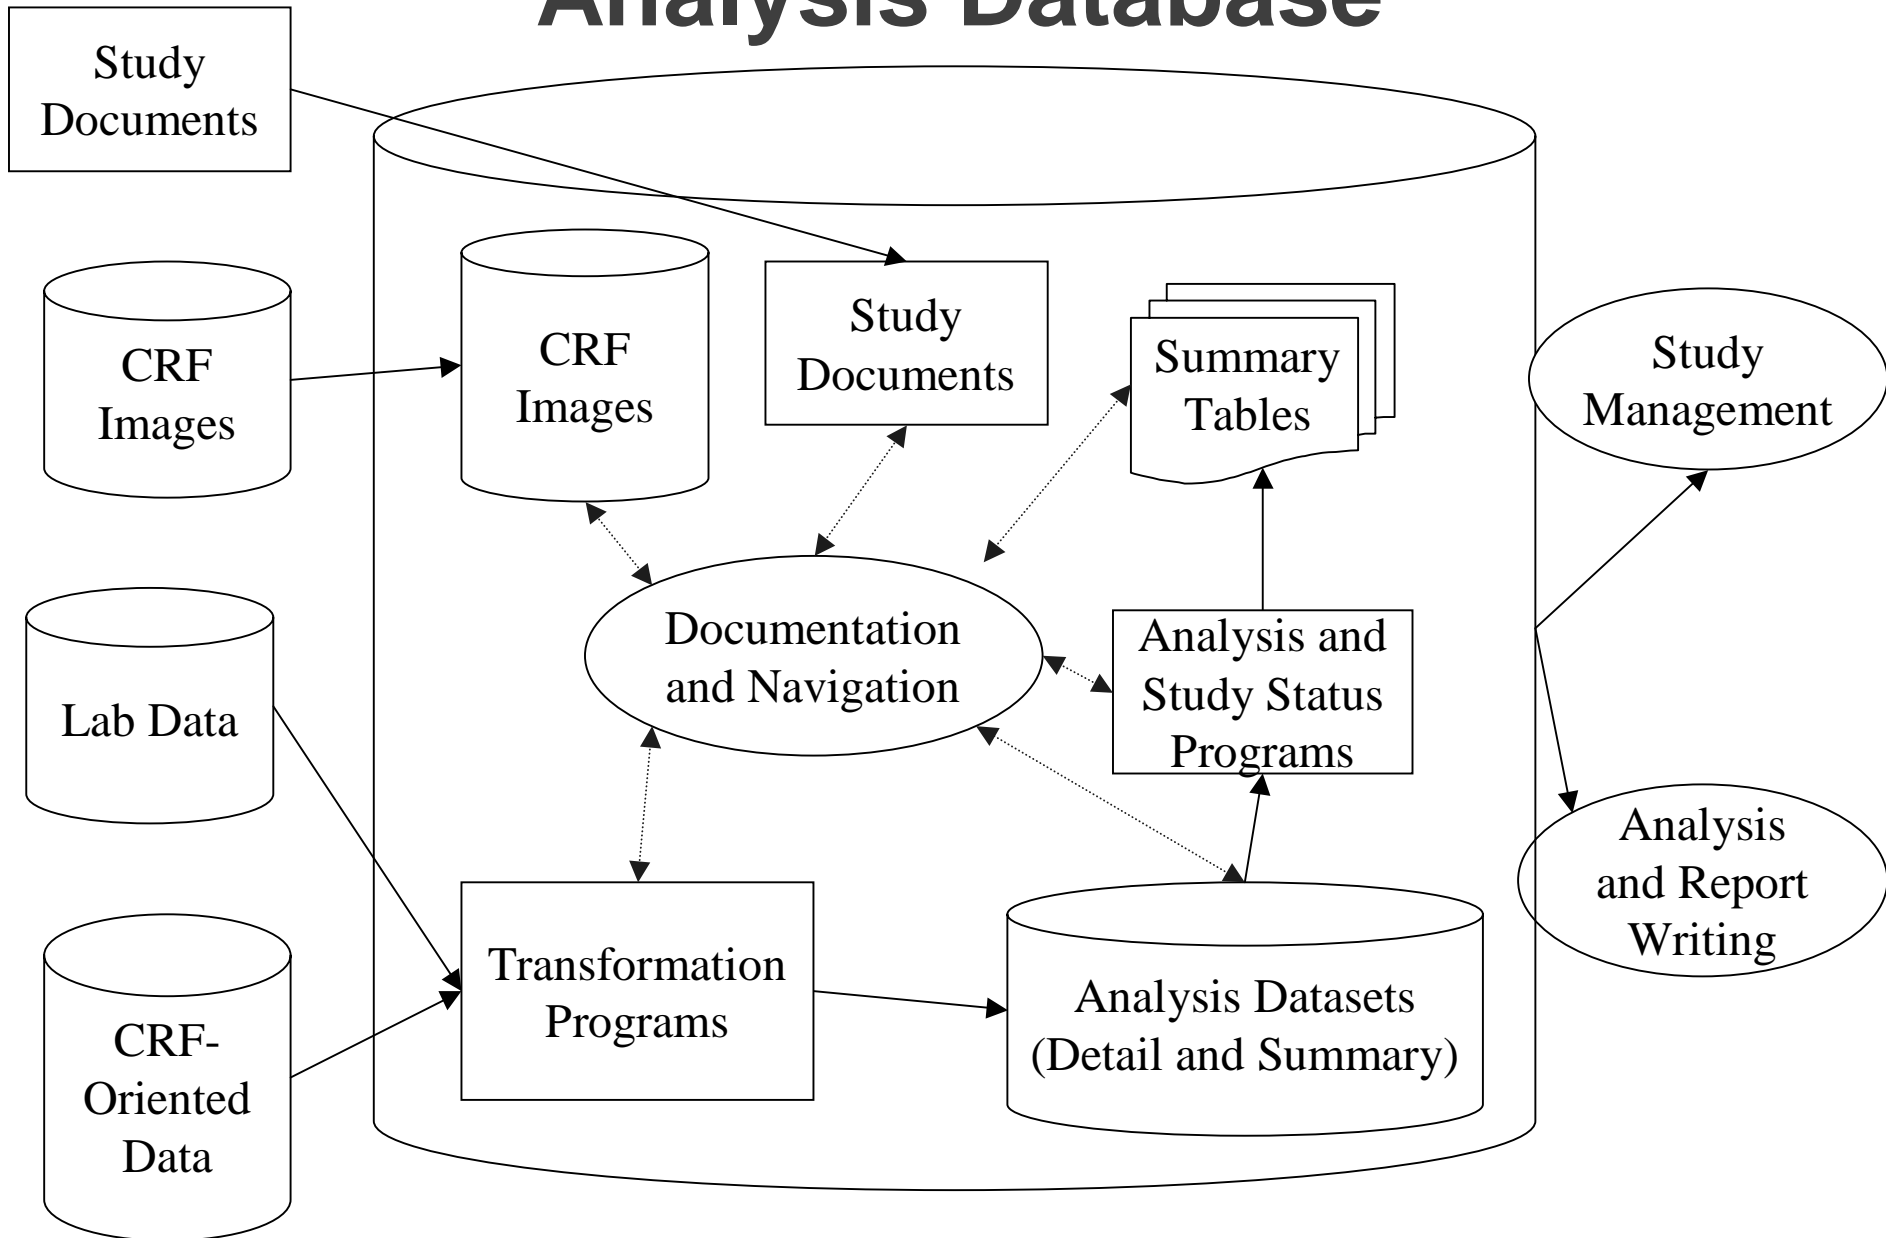 Analysis Database
Study
Documents
CRF
Images
Study
Documents
Summary
Tables
CRF
Images
Study
Management
Documentation
and Navigation
Analysis and
Study Status
Programs
Lab Data
Analysis
and Report
Writing
Transformation
Programs
Analysis Datasets
(Detail and Summary)
CRF-
Oriented
Data